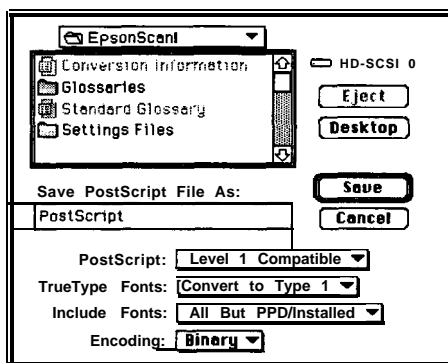 EpsonScan!
Conversion Information
Glossaries
Standard Glossary
Settings Files
HD-SCSI 0
Eject
Desktop
Save PostScript File As:
PostScript
Save
Cancel
PostScript: Level 1 Compatible
TrueType Fonts: Convert to Type 1
Include Fonts: All But PPD/Installed
Encoding: Binary